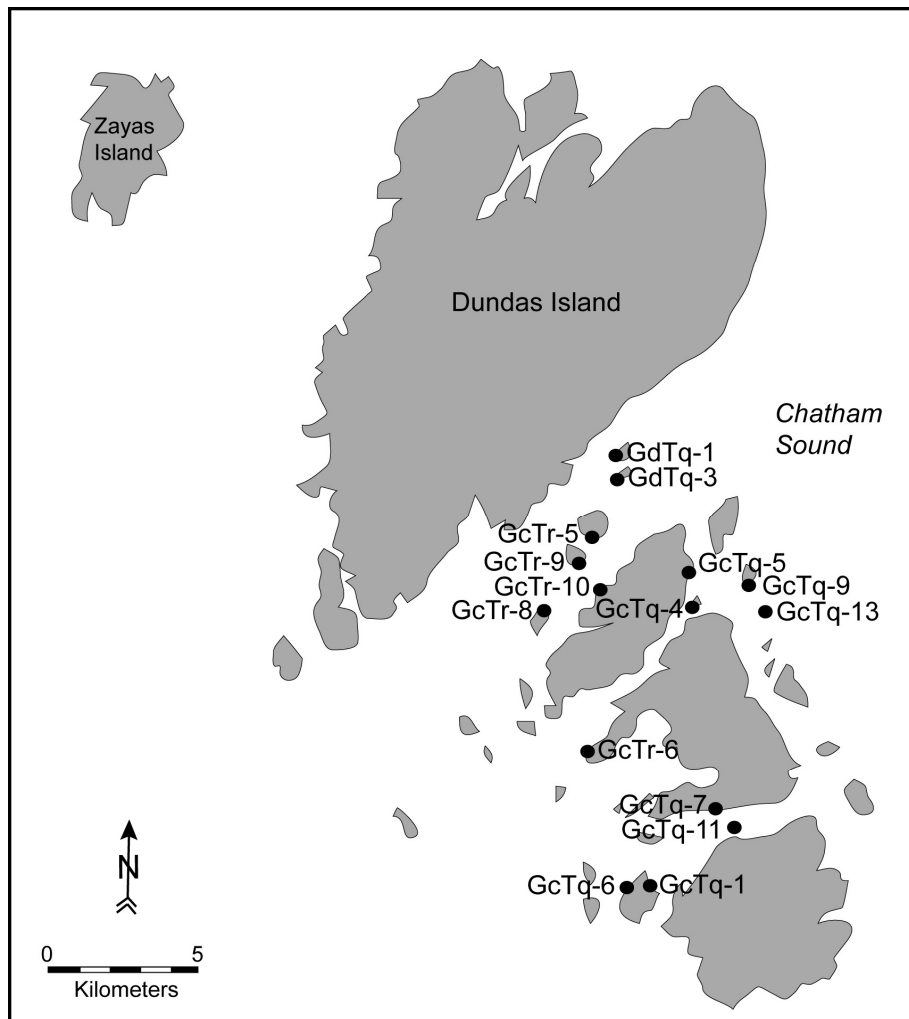 Zayas
Island
Dundas Island
Chatham
Sound
GdTq-1
GdTq-3
GcTr-5
GcTr-9
GcTq-5
GcTr-10
GcTq-9
GcTr-8
GcTq-4
GcTq-13
GcTr-6
GcTq-7
GcTq-11
GcTq-6
GcTq-1
N
0 5
Kilometers